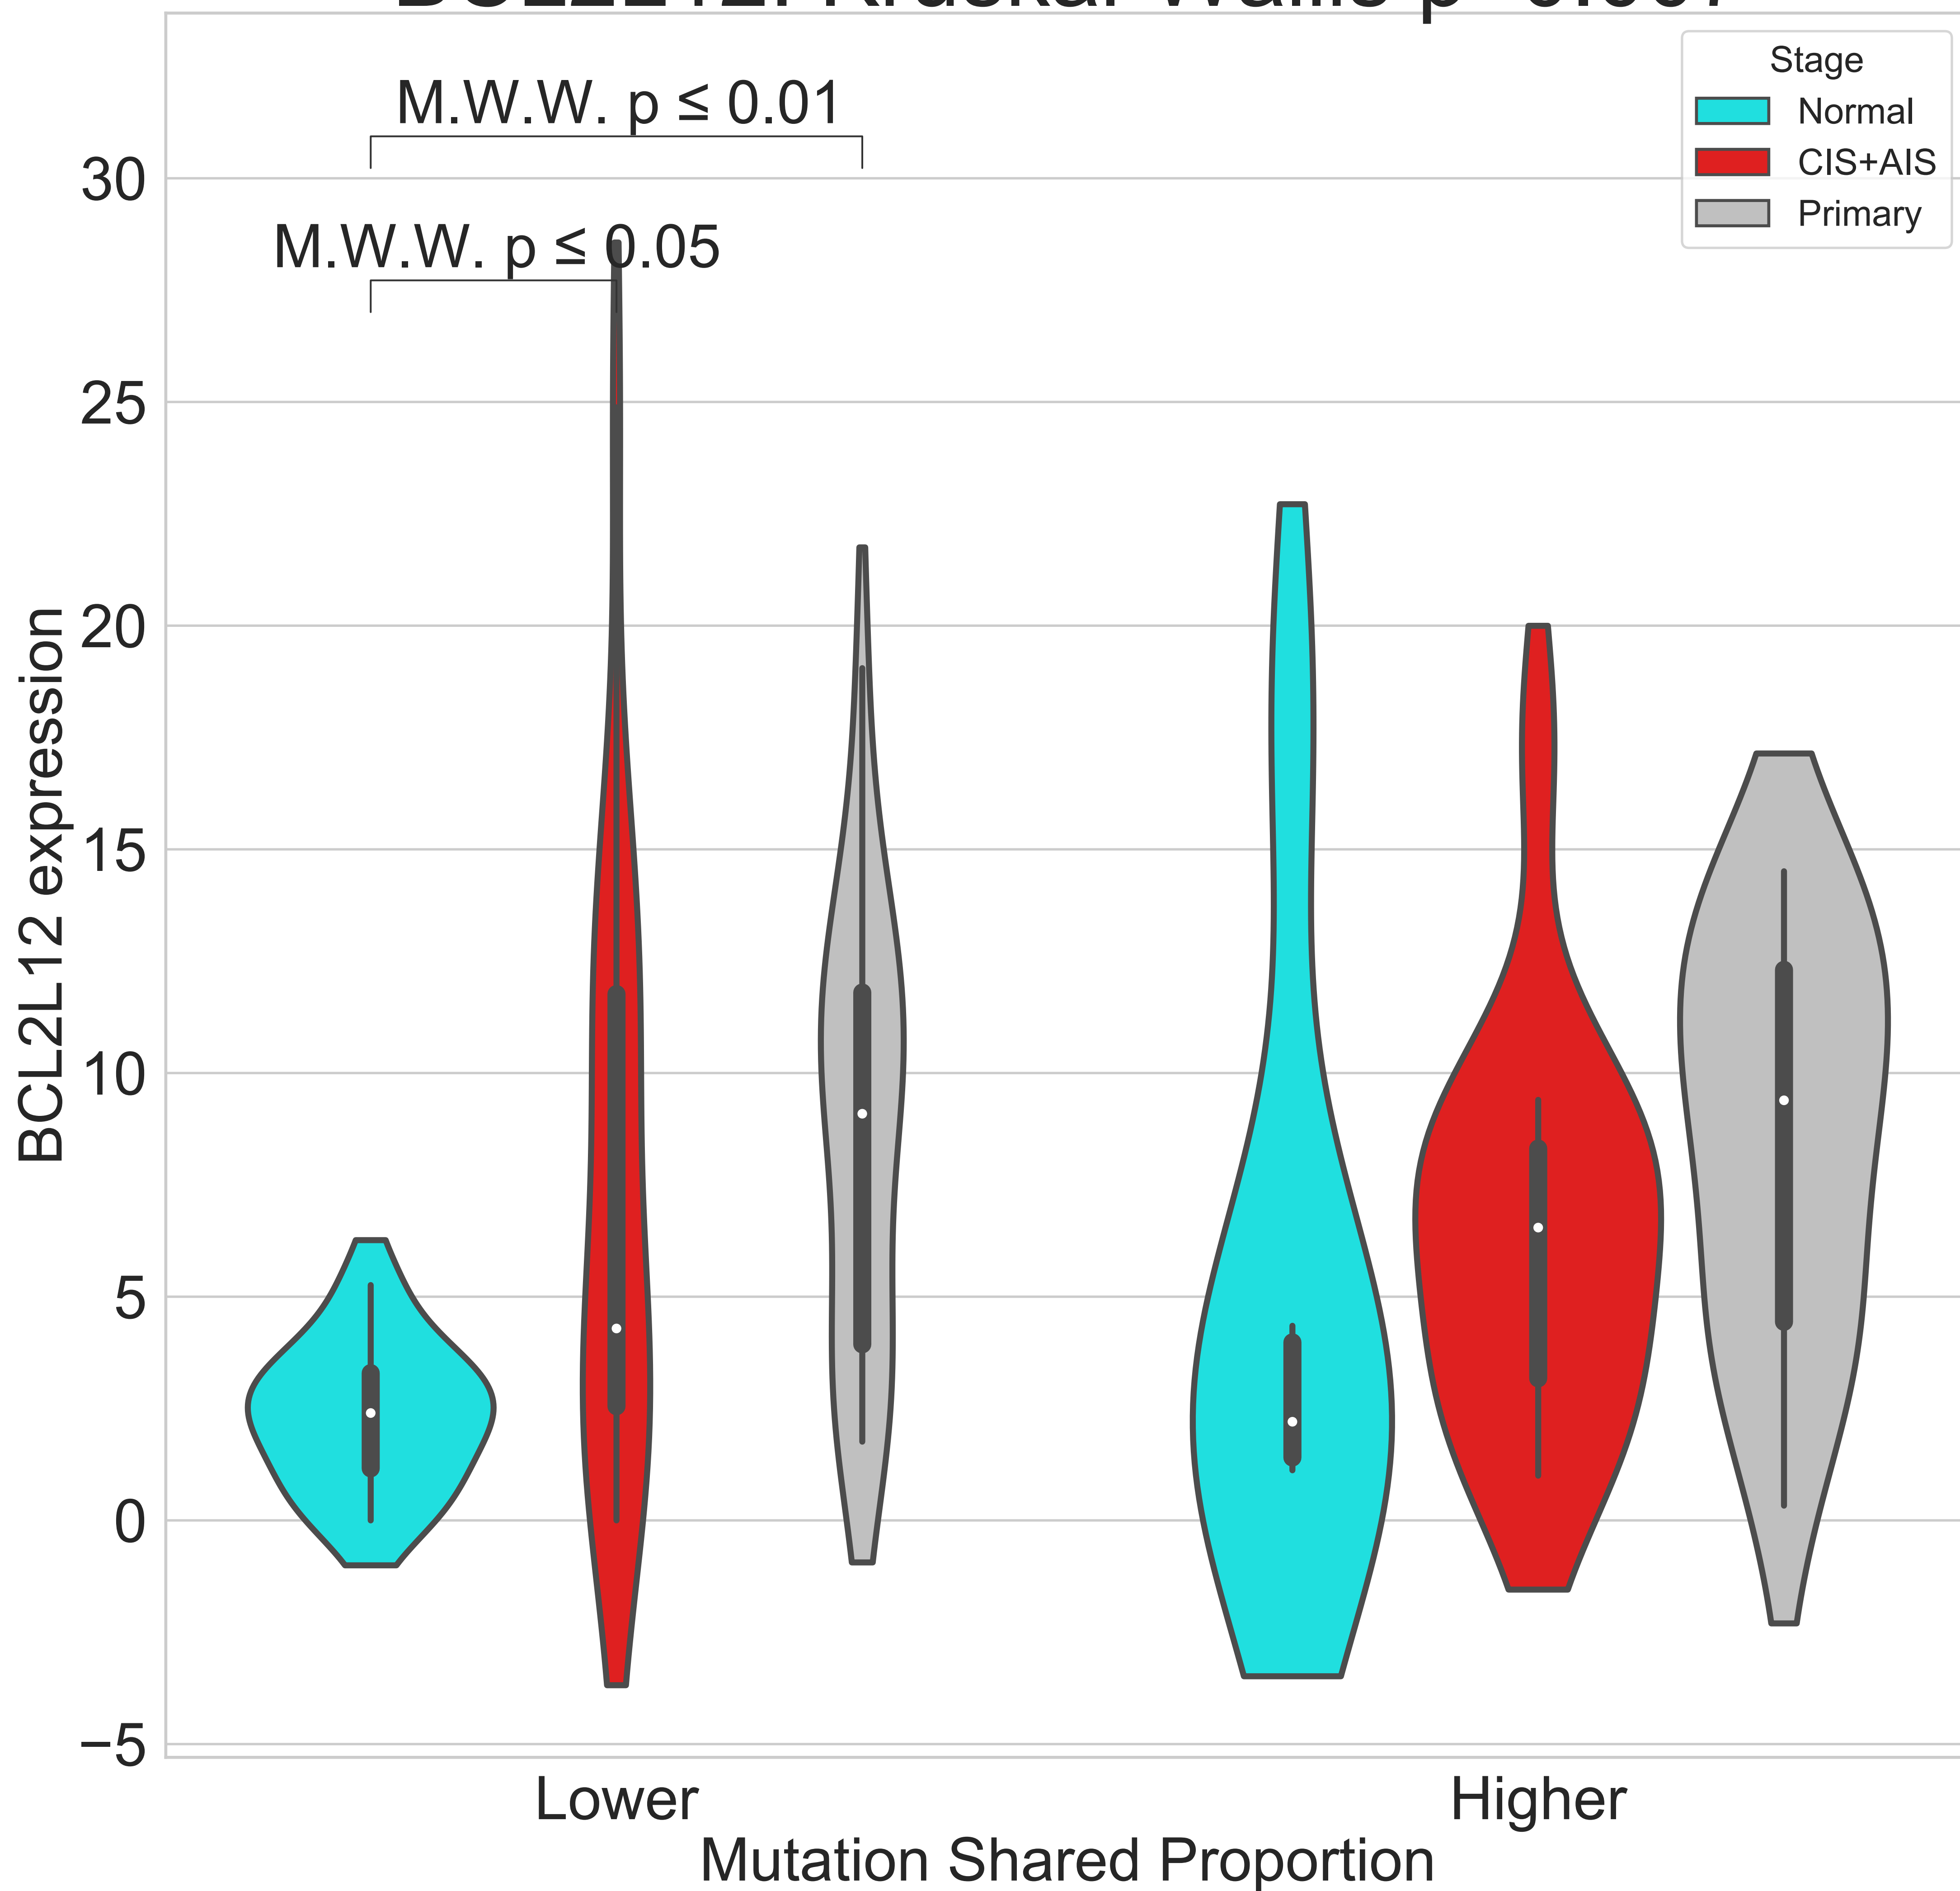 M.W.W. p ≤ 0.01
M.W.W. p ≤ 0.05
Stage
Normal
CIS+AIS
Primary
30
25
20
15
10
5
0
−5
BCL2L12 expression
Lower
Higher
Mutation Shared Proportion